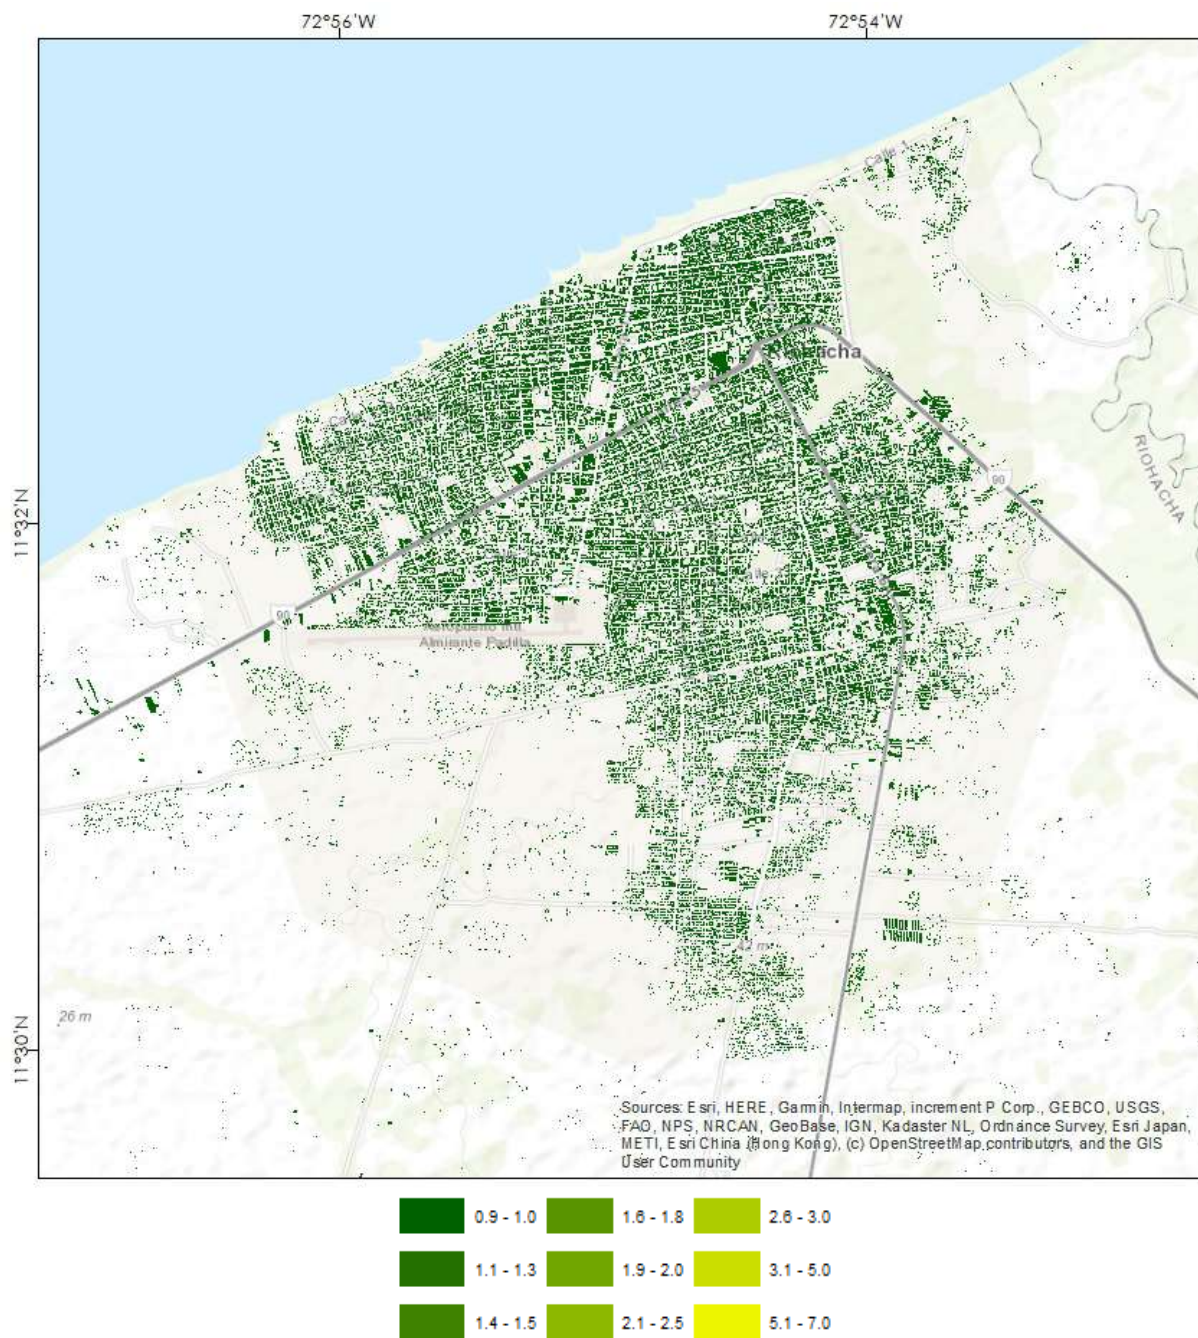 72°56'W
72°54'W
Calle 1
Riohacha
RIOHACHA
90
11°32'N
90
Almirante Padilla
42 m
26 m
11°30'N
Sources: Esri, HERE, Garmin, Intermap, increment P Corp., GEBCO, USGS,
FAO, NPS, NRCAN, GeoBase, IGN, Kadaster NL, Ordnance Survey, Esri Japan,
METI, Esri China (Hong Kong), (c) OpenStreetMap contributors, and the GIS
User Community
0.9 - 1.0
1.6 - 1.8
2.6 - 3.0
1.1 - 1.3
1.9 - 2.0
3.1 - 5.0
1.4 - 1.5
2.1 - 2.5
5.1 - 7.0